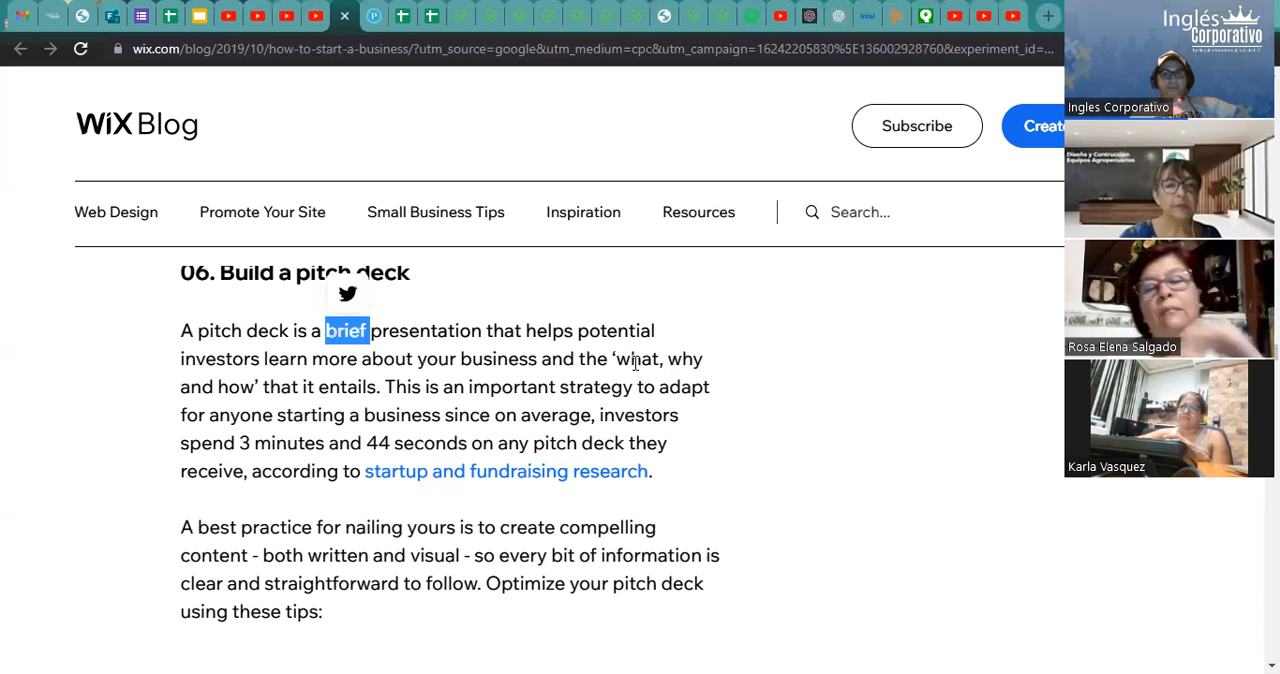 wix.com/blog/2019/10/how-to-start-a-business/?utm_source=google&utm_medium=cpc&utm_campaign=16242205830%5E136002928760&experiment_id=...
WiX Blog
Subscribe
Create
Web Design
Promote Your Site
Small Business Tips
Inspiration
Resources
Search...
06. Build a pitch deck
A pitch deck is a brief presentation that helps potential
investors learn more about your business and the ‘what, why
and how’ that it entails. This is an important strategy to adapt
for anyone starting a business since on average, investors
spend 3 minutes and 44 seconds on any pitch deck they
receive, according to startup and fundraising research.
A best practice for nailing yours is to create compelling
content - both written and visual - so every bit of information is
clear and straightforward to follow. Optimize your pitch deck
using these tips:
Inglés
Corporativo
Ingles Corporativo
Diseño y Contrucción
Equipos Agropecuarios
Rosa Elena Salgado
Karla Vasquez